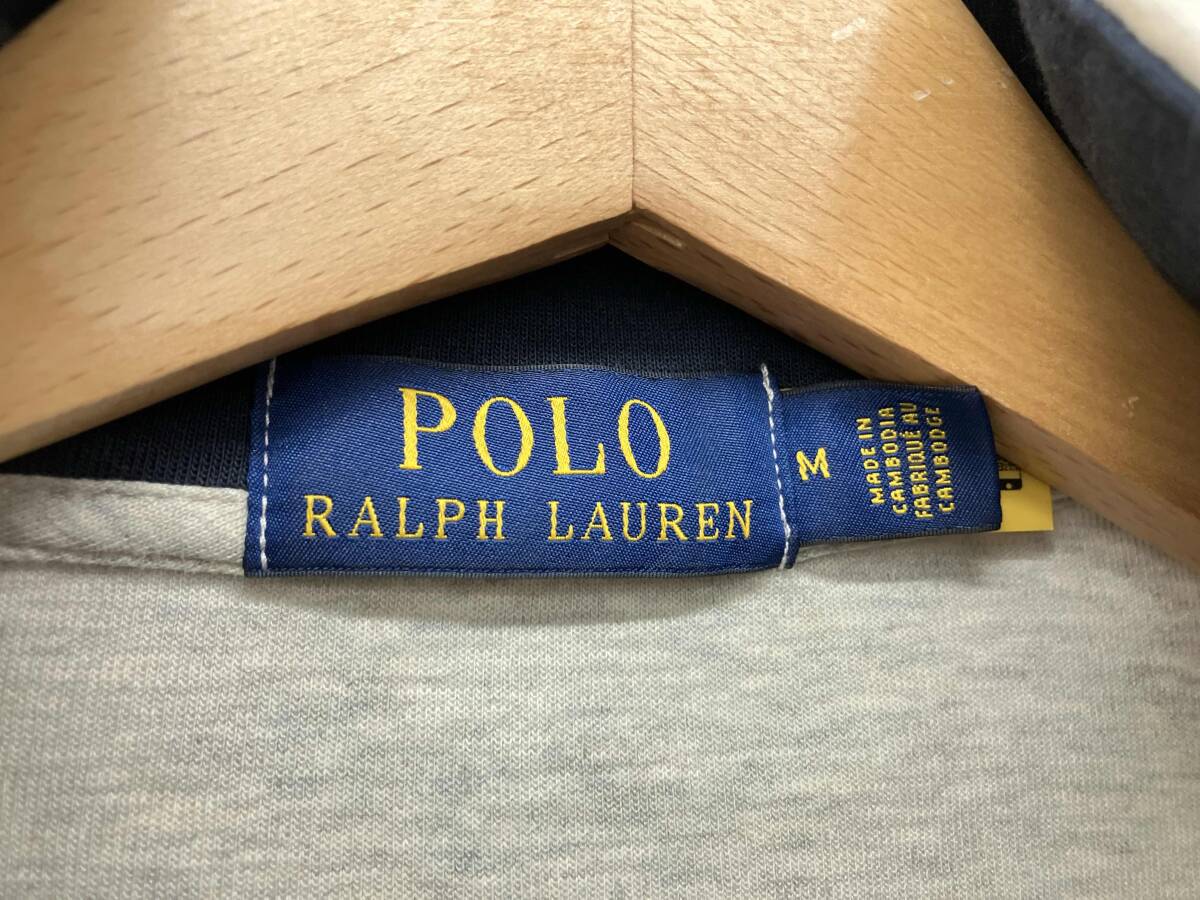 POLO
RALPH LAUREN
M
MADE IN
CAMBODIA
FABRIQUÉ AU
CAMBODGE